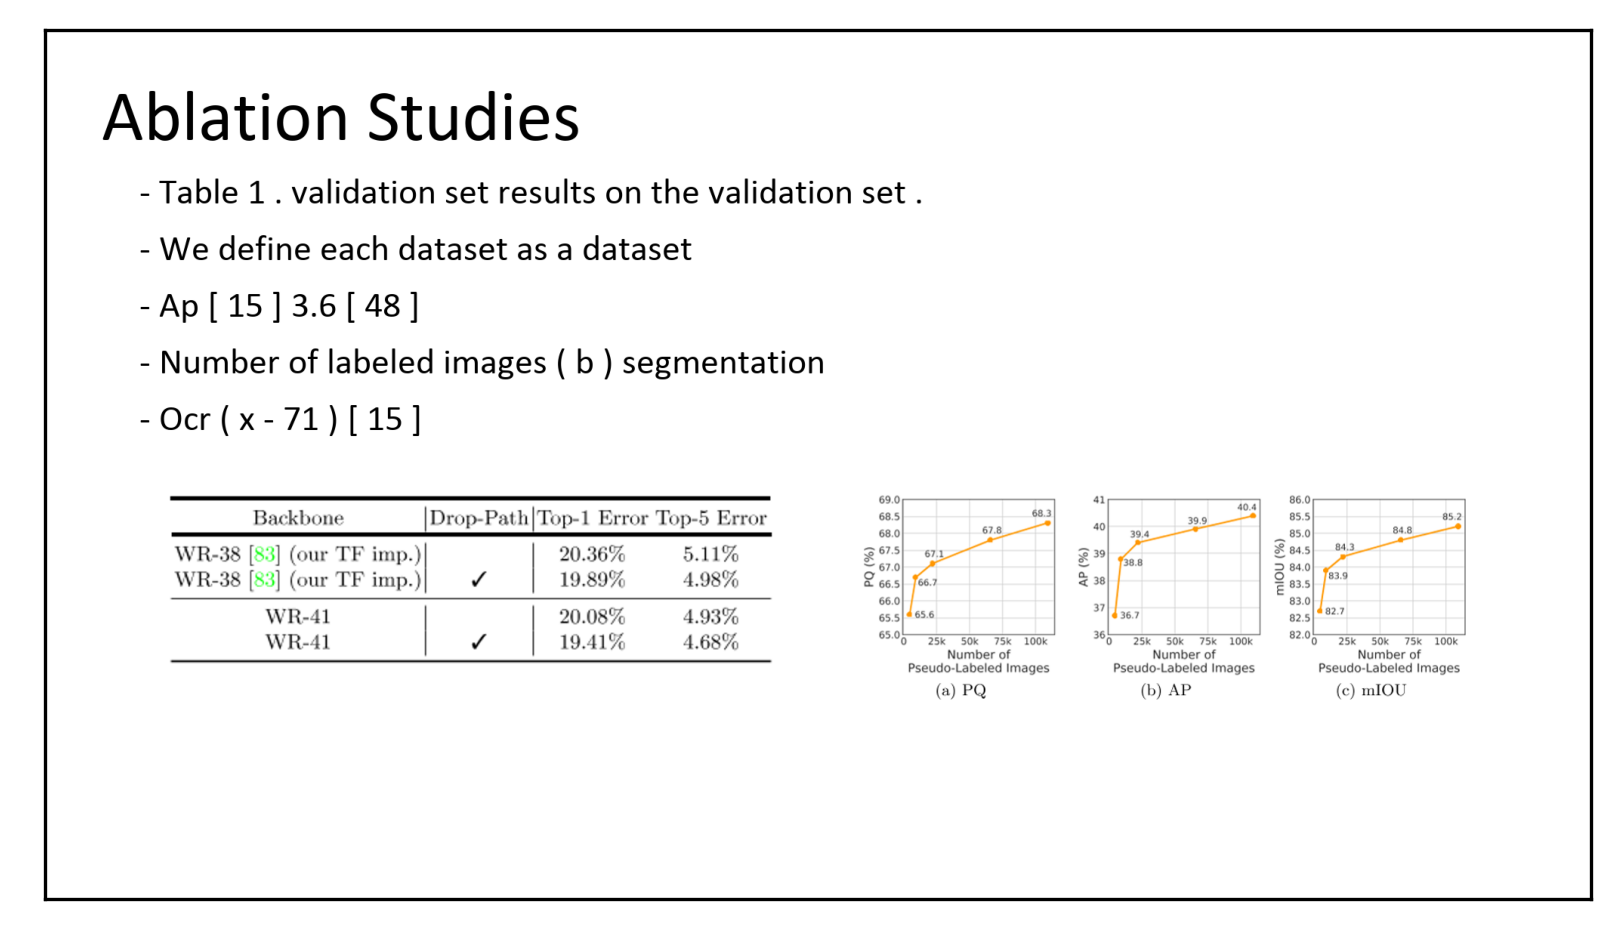 Ablation Studies
- Table 1 . validation set results on the validation set .
- We define each dataset as a dataset
- Ap [ 15 ] 3.6 [ 48 ]
- Number of labeled images ( b ) segmentation
- Ocr ( x - 71 ) [ 15 ]
Backbone Drop-Path Top-1 Error Top-5 Error
WR-38 [83] (our TF imp.) 20.36% 5.11%
WR-38 [83] (our TF imp.) ✓ 19.89% 4.98%
WR-41 20.08% 4.93%
WR-41 ✓ 19.41% 4.68%
PQ (%)
69.0
68.5
68.0
67.5
67.0
66.5
66.0
65.5
65.0
65.6
66.7
67.1
67.8
68.3
0 25k 50k 75k 100k
Number of
Pseudo-Labeled Images
(a) PQ
AP (%)
41
40
39
38
37
36
36.7
38.8
39.4
39.9
40.4
0 25k 50k 75k 100k
Number of
Pseudo-Labeled Images
(b) AP
mIOU (%)
86.0
85.5
85.0
84.5
84.0
83.5
83.0
82.5
82.0
82.7
83.9
84.3
84.8
85.2
0 25k 50k 75k 100k
Number of
Pseudo-Labeled Images
(c) mIOU